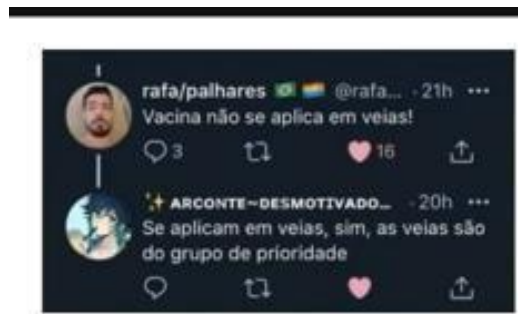 rafa/palhares 🇧🇷 🏳️‍🌈 @rafa... · 21h
Vacina não se aplica em veias!
3 16
✨ ARCONTE~DESMOTIVADO... · 20h
Se aplicam em veias, sim, as veias são
do grupo de prioridade